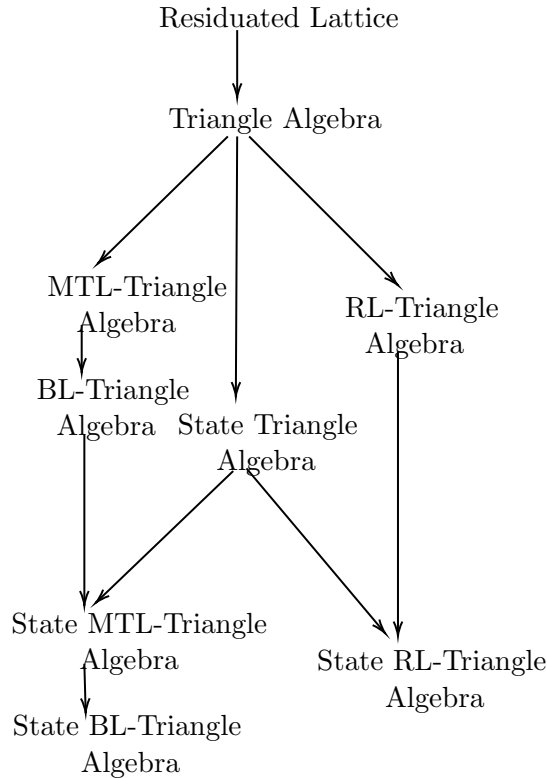 Residuated Lattice
Triangle Algebra
MTL-Triangle
Algebra
RL-Triangle
Algebra
BL-Triangle
Algebra
State Triangle
Algebra
State MTL-Triangle
Algebra
State RL-Triangle
Algebra
State BL-Triangle
Algebra